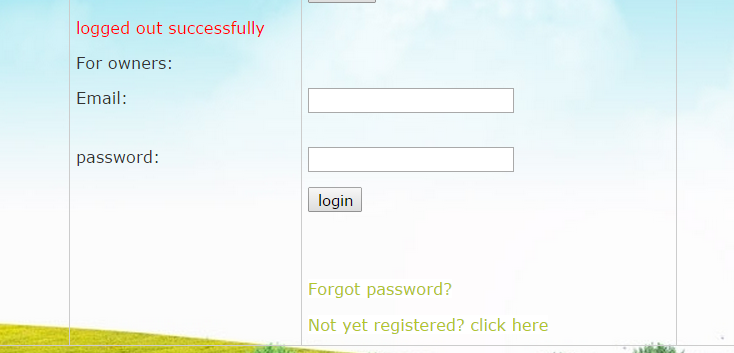 logged out successfully
For owners:
Email:
password:
login
Forgot password?
Not yet registered? click here